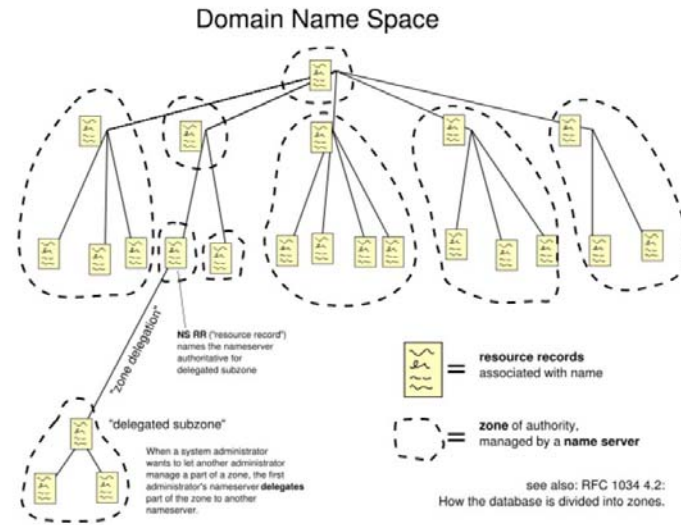 Domain Name Space
NS RR ("resource record")
names the nameserver
authoritative for
delegated subzone
"zone delegation"
"delegated subzone"
When a system administrator
wants to let another administrator
manage a part of a zone, the first
administrator's nameserver delegates
part of the zone to another
nameserver.
= resource records
associated with name
= zone of authority,
managed by a name server
see also: RFC 1034 4.2:
How the database is divided into zones.